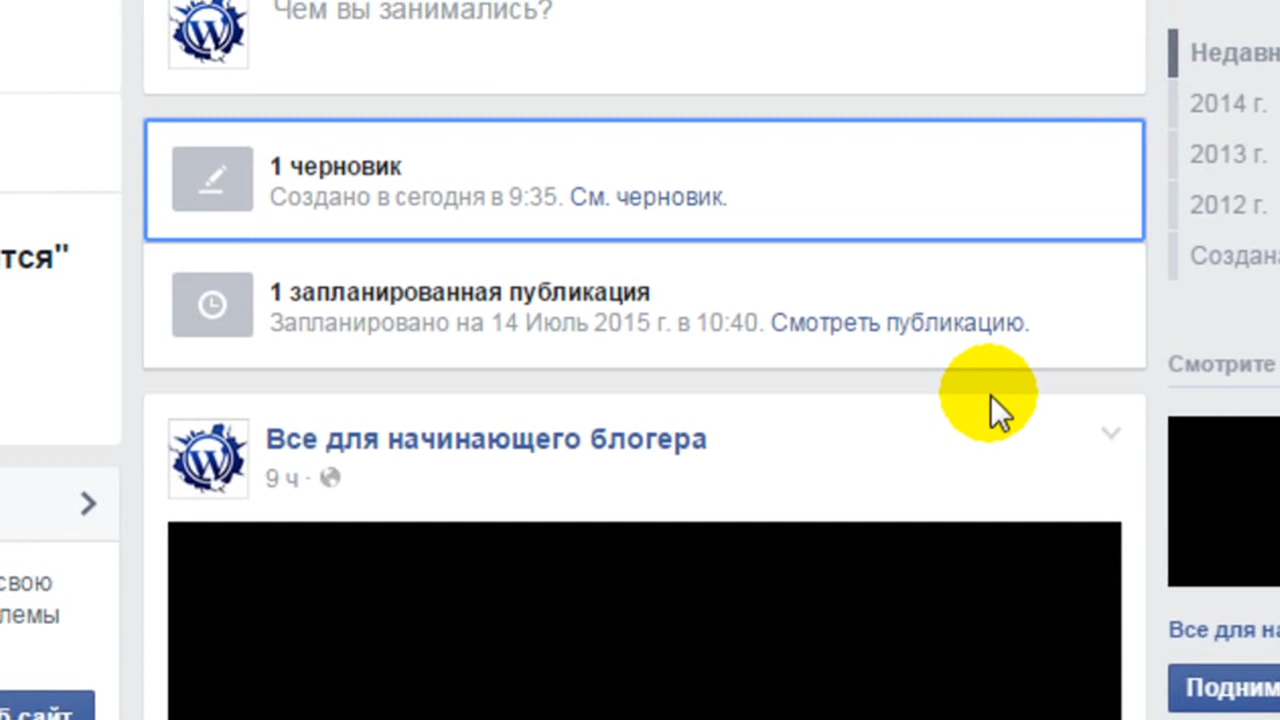 Чем вы занимались?
1 черновик
Создано в сегодня в 9:35. См. черновик.
1 запланированная публикация
Запланировано на 14 Июль 2015 г. в 10:40. Смотреть публикацию.
Все для начинающего блогера
9 ч ·
тся"
свою
лемы
б сайт
Недавн
2014 г.
2013 г.
2012 г.
Создана
Смотрите
Все для на
Подним
W
W